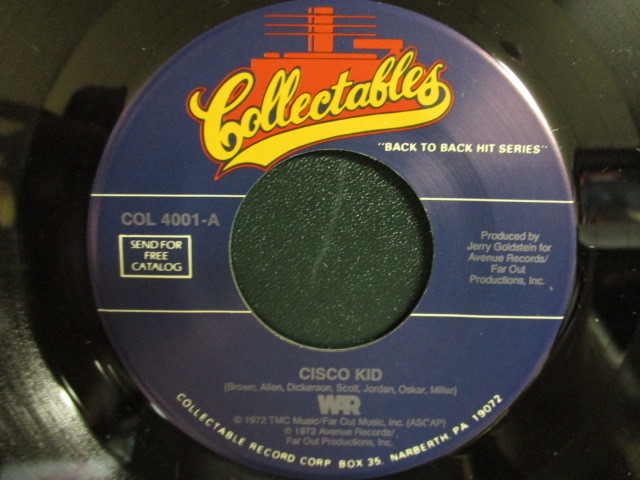 Collectables
"BACK TO BACK HIT SERIES"
COL 4001-A
SEND FOR
FREE
CATALOG
Produced by
Jerry Goldstein for
Avenue Records/
Far Out
Productions, Inc.
CISCO KID
(Brown, Allen, Dickerson, Scott, Jordan, Oskar, Miller)
WAR
© 1972 TMC Music/Far Out Music, Inc. (ASCAP)
℗ 1972 Avenue Records/
Far Out Productions, Inc.
COLLECTABLE RECORD CORP BOX 35, NARBERTH, PA 19072